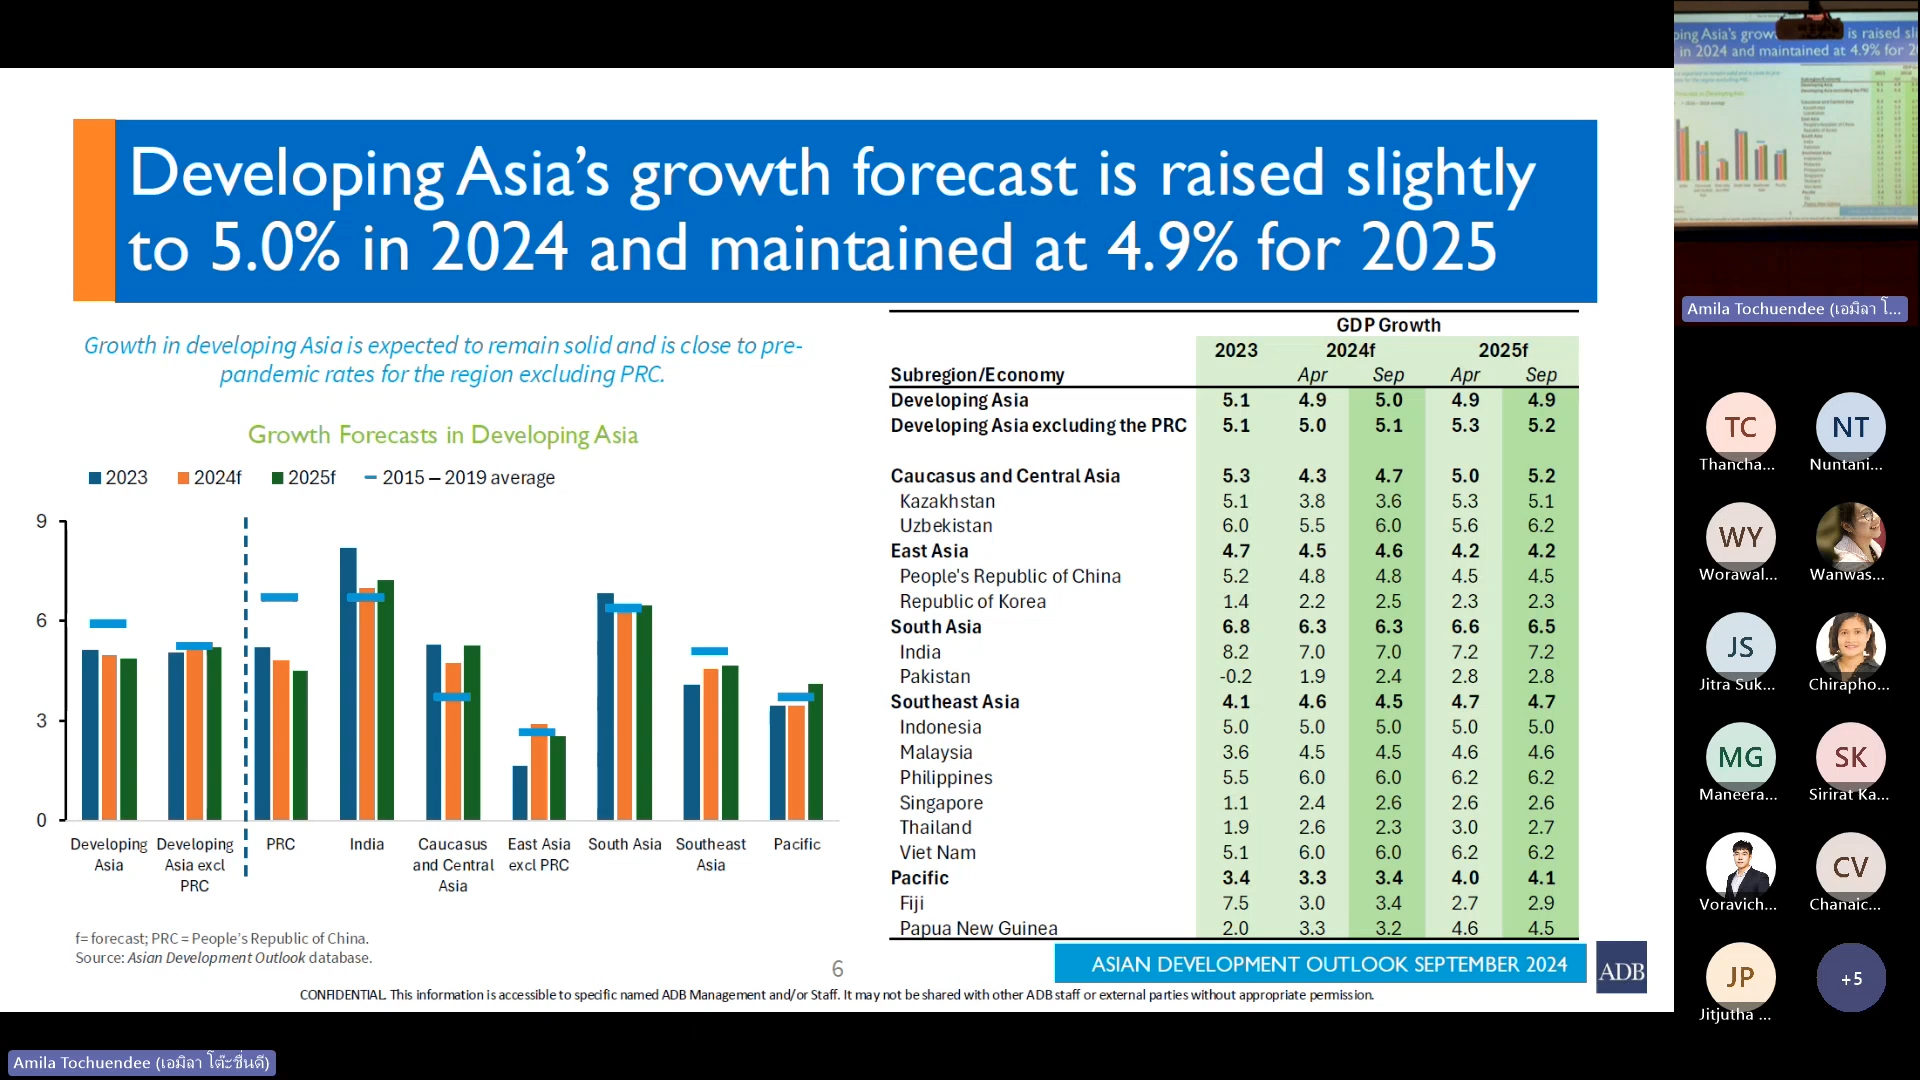 Developing Asia’s growth forecast is raised slightly
to 5.0% in 2024 and maintained at 4.9% for 2025
Growth in developing Asia is expected to remain solid and is close to pre-
pandemic rates for the region excluding PRC.
Growth Forecasts in Developing Asia
2023 2024f 2025f 2015 – 2019 average
9
6
3
0
Developing Asia
Developing Asia excl PRC
PRC
India
Caucasus and Central Asia
East Asia excl PRC
South Asia
Southeast Asia
Pacific
f= forecast; PRC = People’s Republic of China.
Source: Asian Development Outlook database.
GDP Growth
2023 2024f 2025f
Subregion/Economy Apr Sep Apr Sep
Developing Asia 5.1 4.9 5.0 4.9 4.9
Developing Asia excluding the PRC 5.1 5.0 5.1 5.3 5.2
Caucasus and Central Asia 5.3 4.3 4.7 5.0 5.2
Kazakhstan 5.1 3.8 3.6 5.3 5.1
Uzbekistan 6.0 5.5 6.0 5.6 6.2
East Asia 4.7 4.5 4.6 4.2 4.2
People's Republic of China 5.2 4.8 4.8 4.5 4.5
Republic of Korea 1.4 2.2 2.5 2.3 2.3
South Asia 6.8 6.3 6.3 6.6 6.5
India 8.2 7.0 7.0 7.2 7.2
Pakistan -0.2 1.9 2.4 2.8 2.8
Southeast Asia 4.1 4.6 4.5 4.7 4.7
Indonesia 5.0 5.0 5.0 5.0 5.0
Malaysia 3.6 4.5 4.5 4.6 4.6
Philippines 5.5 6.0 6.0 6.2 6.2
Singapore 1.1 2.4 2.6 2.6 2.6
Thailand 1.9 2.6 2.3 3.0 2.7
Viet Nam 5.1 6.0 6.0 6.2 6.2
Pacific 3.4 3.3 3.4 4.0 4.1
Fiji 7.5 3.0 3.4 2.7 2.9
Papua New Guinea 2.0 3.3 3.2 4.6 4.5
6
ASIAN DEVELOPMENT OUTLOOK SEPTEMBER 2024
ADB
CONFIDENTIAL. This information is accessible to specific named ADB Management and/or Staff. It may not be shared with other ADB staff or external parties without appropriate permission.
Amila Tochuendee (เอมิลา โต๊ะชื่นดี)
Amila Tochuendee (เอมิลา โ...
TC NT
Thancha... Nuntani...
WY
Worawal... Wanwas...
JS
Jitra Suk... Chirapho...
MG SK
Maneera... Sirirat Ka...
CV
Voravich... Chanaic...
JP +5
Jitjutha ...